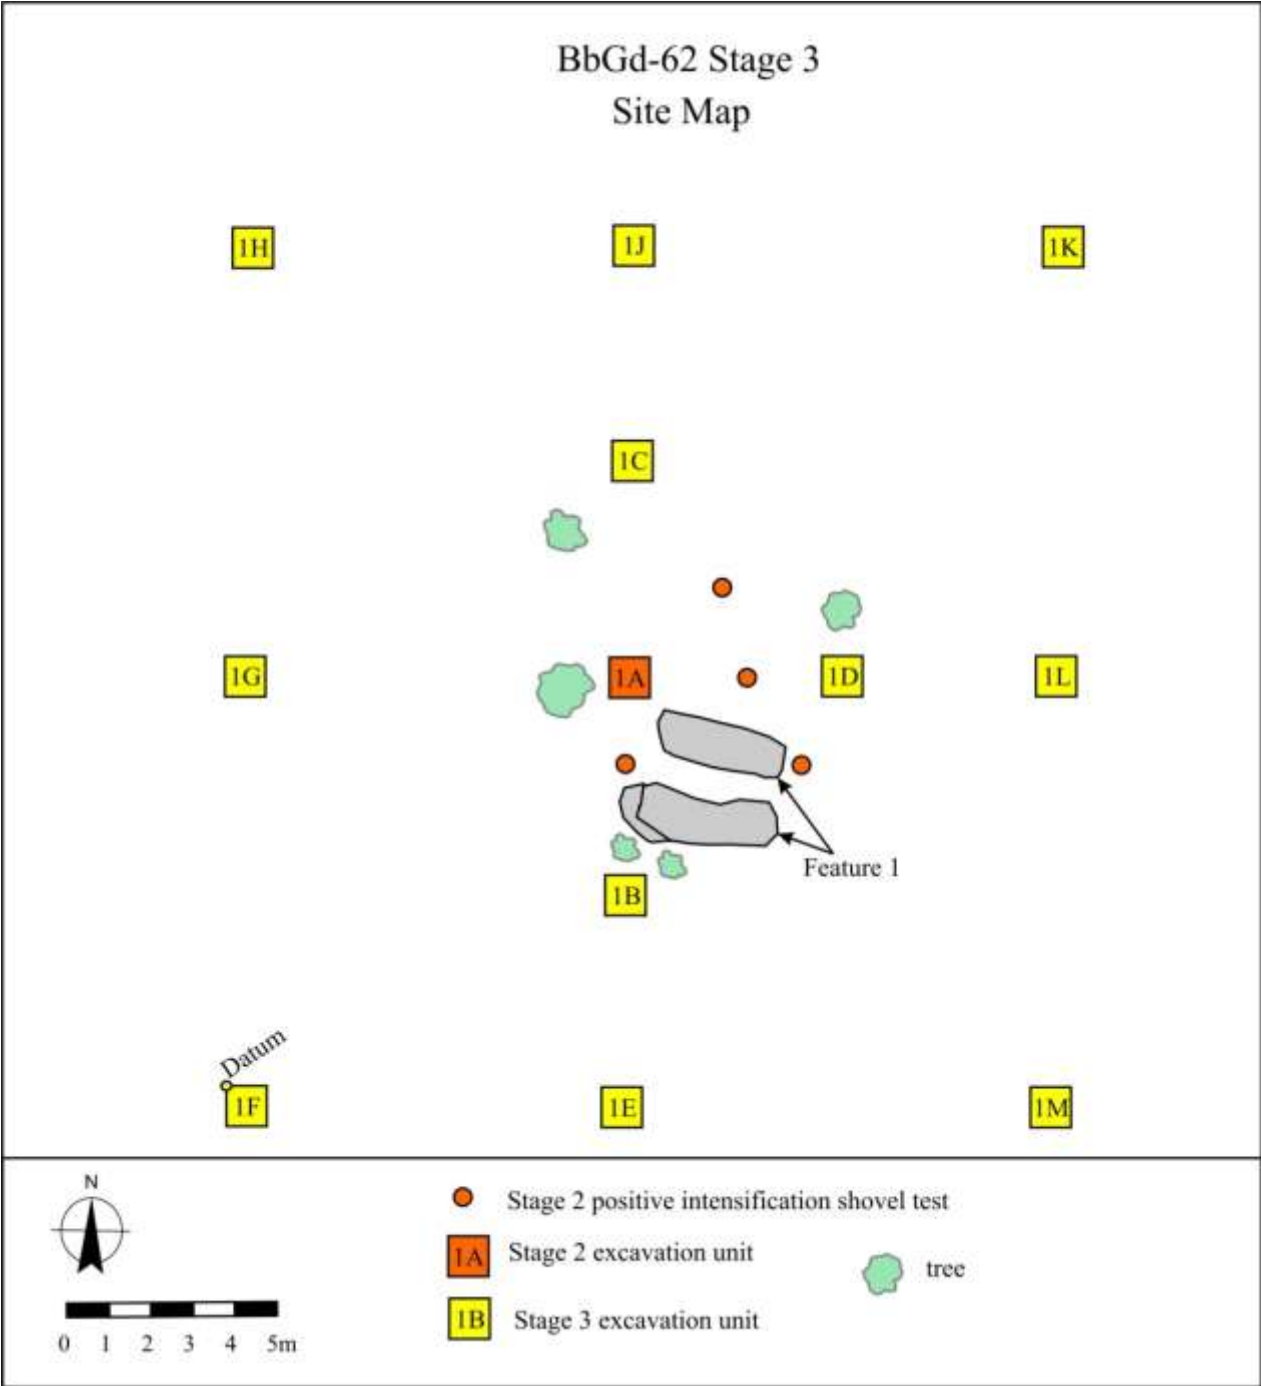 BbGd-62 Stage 3
Site Map
1H
1J
1K
1C
1G
1A
1D
1L
Feature 1
1B
Datum
1F
1E
1M
N
0 1 2 3 4 5m
Stage 2 positive intensification shovel test
1A Stage 2 excavation unit
tree
1B Stage 3 excavation unit